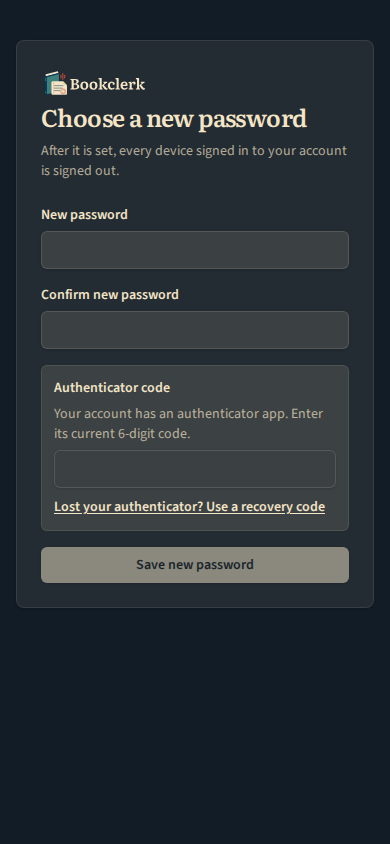 Bookclerk
Choose a new password
After it is set, every device signed in to your account
is signed out.
New password
Confirm new password
Authenticator code
Your account has an authenticator app. Enter
its current 6-digit code.
Lost your authenticator? Use a recovery code
Save new password